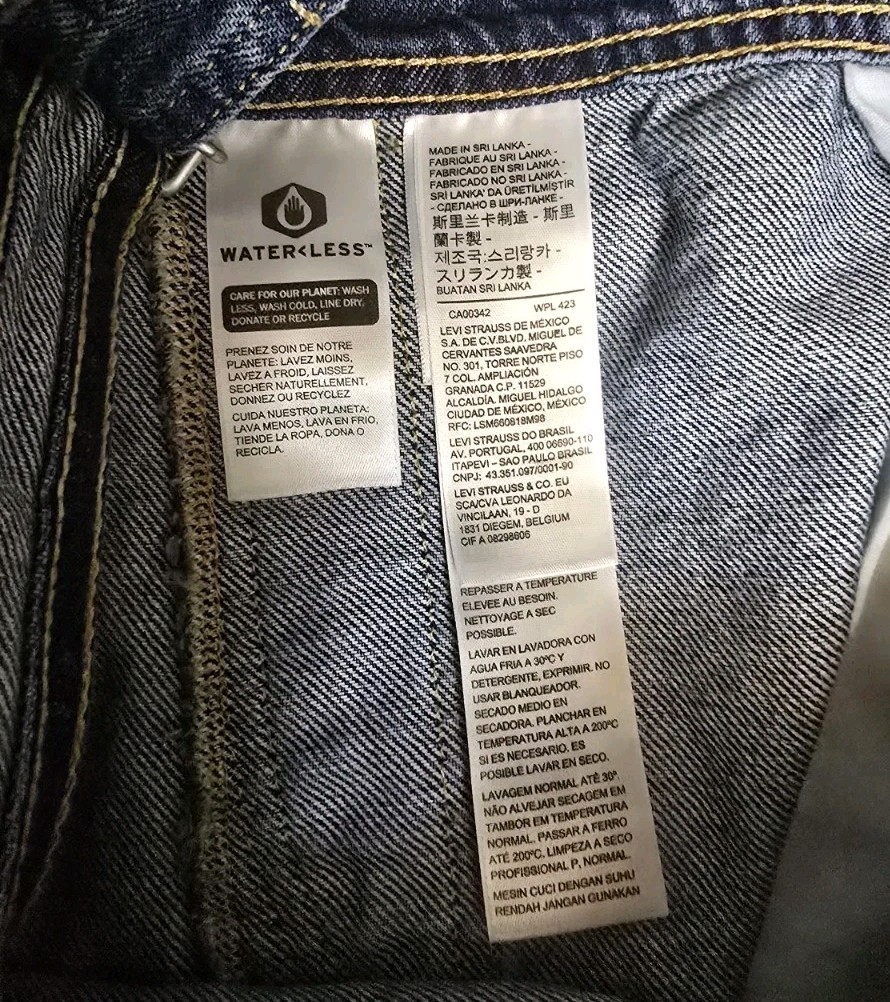 WATER<LESS™
CARE FOR OUR PLANET: WASH
LESS, WASH COLD, LINE DRY,
DONATE OR RECYCLE
PRENEZ SOIN DE NOTRE
PLANETE: LAVEZ MOINS,
LAVEZ A FROID, LAISSEZ
SECHER NATURELLEMENT,
DONNEZ OU RECYCLEZ
CUIDA NUESTRO PLANETA:
LAVA MENOS, LAVA EN FRIO,
TIENDE LA ROPA, DONA O
RECICLA.
MADE IN SRI LANKA -
FABRIQUE AU SRI LANKA -
FABRICADO EN SRI LANKA -
FABRICADO NO SRI LANKA -
SRİ LANKA' DA ÜRETİLMİŞTİR
- СДЕЛАНО В ШРИ-ЛАНКЕ -
斯里兰卡制造 - 斯里
蘭卡製 -
제조국:스리랑카 -
スリランカ製 -
BUATAN SRI LANKA
CA00342 WPL 423
LEVI STRAUSS DE MÉXICO
S.A. DE C.V.BLVD. MIGUEL DE
CERVANTES SAAVEDRA
NO. 301, TORRE NORTE PISO
7 COL. AMPLIACIÓN
GRANADA C.P. 11529
ALCALDÍA. MIGUEL HIDALGO
CIUDAD DE MÉXICO, MÉXICO
RFC: LSM660818M98
LEVI STRAUSS DO BRASIL
AV. PORTUGAL, 400 06690-110
ITAPEVI – SAO PAULO BRASIL
CNPJ: 43.351.097/0001-90
LEVI STRAUSS & CO. EU
SCA/CVA LEONARDO DA
VINCILAAN, 19 - D
1831 DIEGEM, BELGIUM
CIF A 08298606
REPASSER A TEMPERATURE
ELEVEE AU BESOIN.
NETTOYAGE A SEC
POSSIBLE.
LAVAR EN LAVADORA CON
AGUA FRIA A 30ºC Y
DETERGENTE, EXPRIMIR. NO
USAR BLANQUEADOR.
SECADO MEDIO EN
SECADORA. PLANCHAR EN
TEMPERATURA ALTA A 200ºC
SI ES NECESARIO. ES
POSIBLE LAVAR EN SECO.
LAVAGEM NORMAL ATÉ 30º.
NÃO ALVEJAR SECAGEM EM
TAMBOR EM TEMPERATURA
NORMAL. PASSAR A FERRO
ATÉ 200ºC. LIMPEZA A SECO
PROFISSIONAL P, NORMAL.
MESIN CUCI DENGAN SUHU
RENDAH JANGAN GUNAKAN